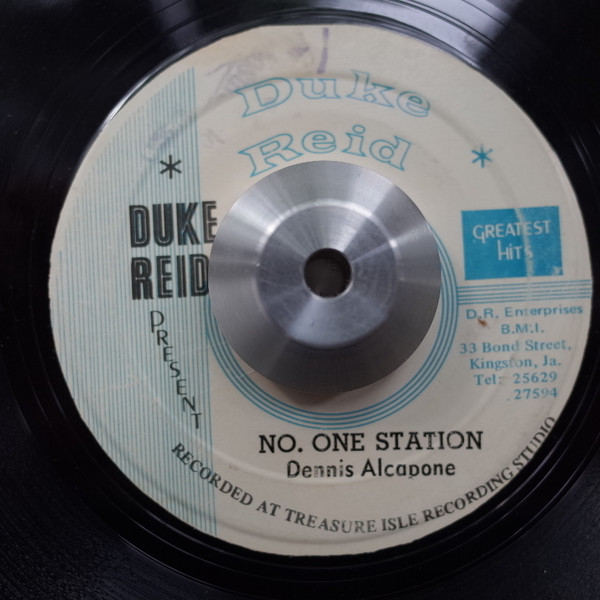 Duke
Reid
* *
DUKE
REID
PRESENT
GREATEST
HITS
D.R. Enterprises
B.M.I.
33 Bond Street,
Kingston, Ja.
Tel: 25629
27594
NO. ONE STATION
Dennis Alcapone
RECORDED AT TREASURE ISLE RECORDING STUDIO